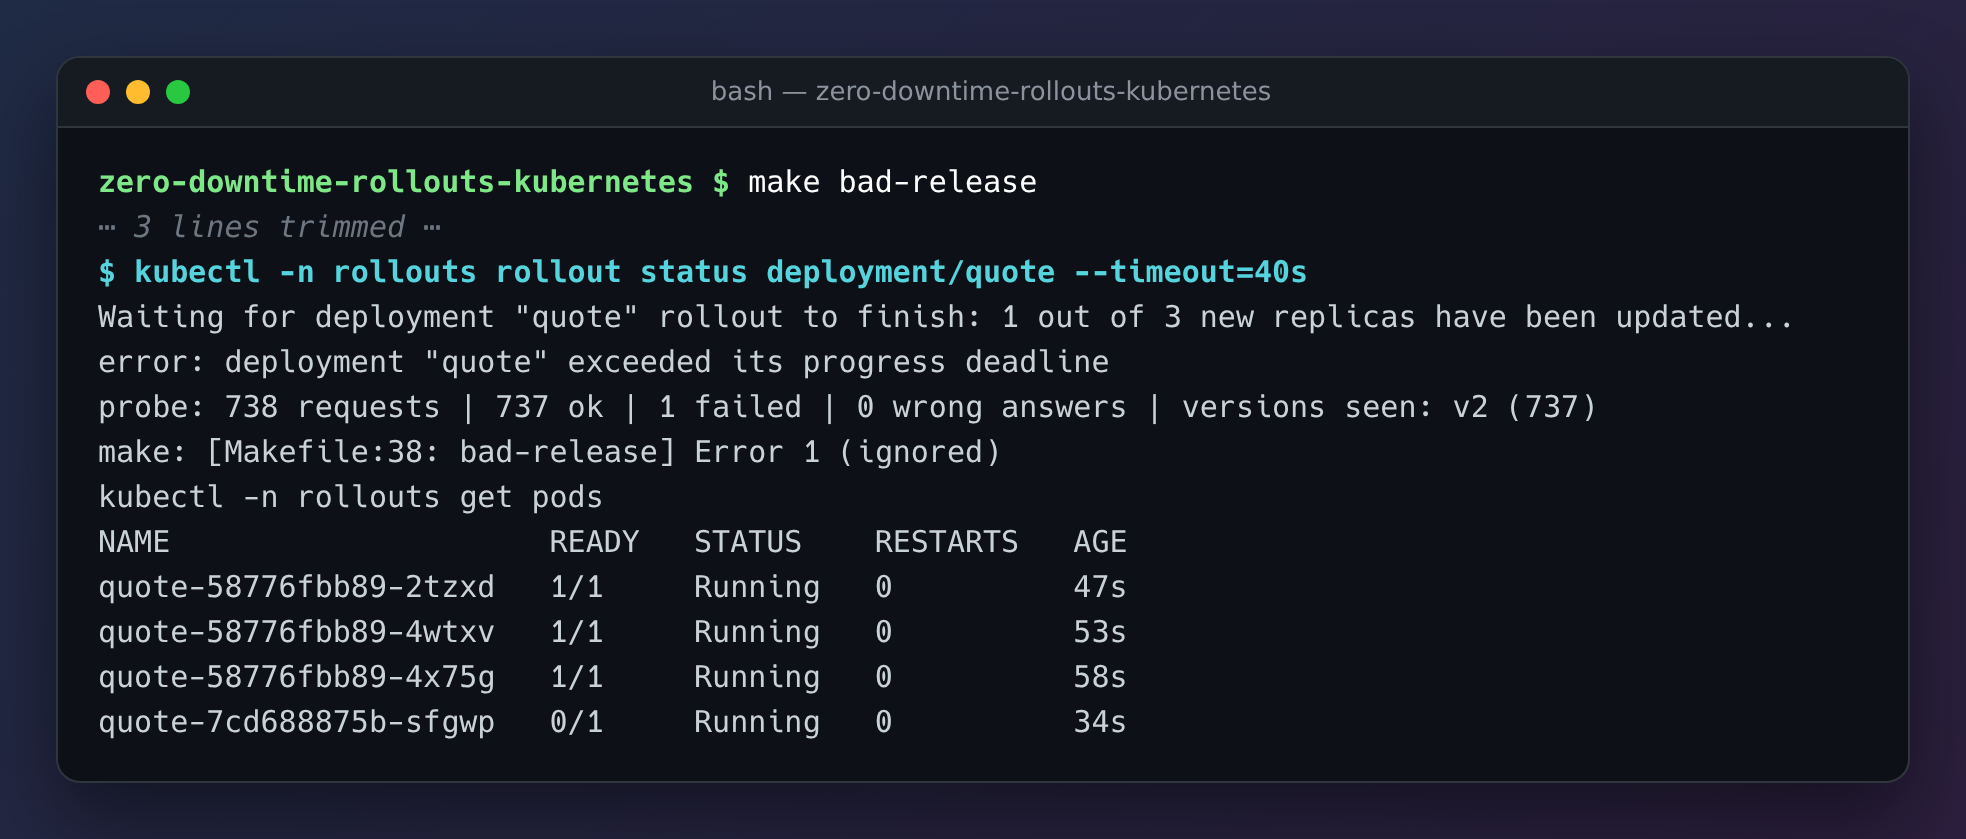 bash — zero-downtime-rollouts-kubernetes
zero-downtime-rollouts-kubernetes $ make bad-release
⋯ 3 lines trimmed ⋯
$ kubectl -n rollouts rollout status deployment/quote --timeout=40s
Waiting for deployment "quote" rollout to finish: 1 out of 3 new replicas have been updated...
error: deployment "quote" exceeded its progress deadline
probe: 738 requests | 737 ok | 1 failed | 0 wrong answers | versions seen: v2 (737)
make: [Makefile:38: bad-release] Error 1 (ignored)
kubectl -n rollouts get pods
NAME                     READY   STATUS    RESTARTS   AGE
quote-58776fbb89-2tzxd   1/1     Running   0          47s
quote-58776fbb89-4wtxv   1/1     Running   0          53s
quote-58776fbb89-4x75g   1/1     Running   0          58s
quote-7cd688875b-sfgwp   0/1     Running   0          34s